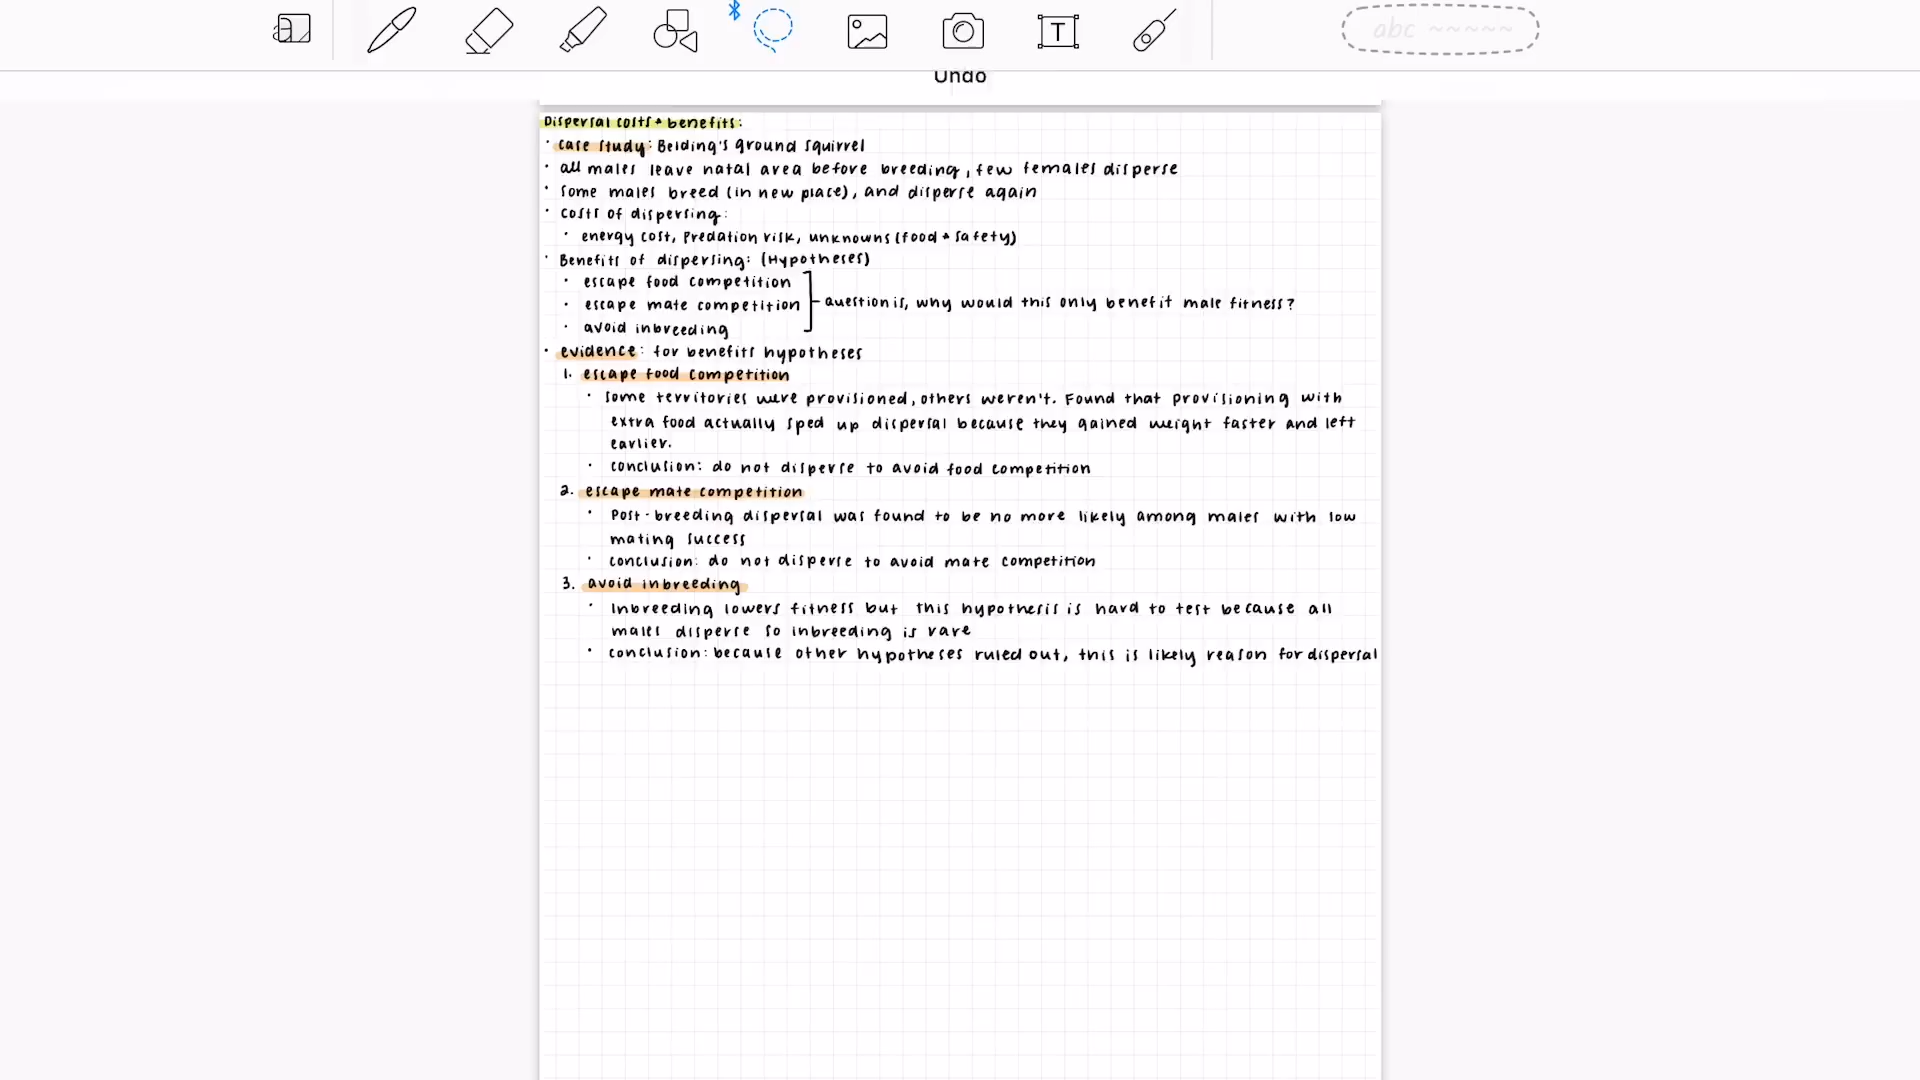 T
abc ~~~~~
Undo
Dispersal costs + benefits:
· case study: Belding's ground squirrel
· all males leave natal area before breeding, few females disperse
· some males breed (in new place), and disperse again
· costs of dispersing:
· energy cost, predation risk, unknowns (food + safety)
· Benefits of dispersing: (Hypotheses)
· escape food competition
· escape mate competition
question is, why would this only benefit male fitness?
· avoid inbreeding
· evidence: for benefits hypotheses
1. escape food competition
· some territories were provisioned, others weren't. Found that provisioning with
extra food actually sped up dispersal because they gained weight faster and left
earlier.
· conclusion: do not disperse to avoid food competition
2. escape mate competition
· Post-breeding dispersal was found to be no more likely among males with low
mating success
· conclusion: do not disperse to avoid mate competition
3. avoid inbreeding
· Inbreeding lowers fitness but this hypothesis is hard to test because all
males disperse so inbreeding is rare
· conclusion: because other hypotheses ruled out, this is likely reason for dispersal